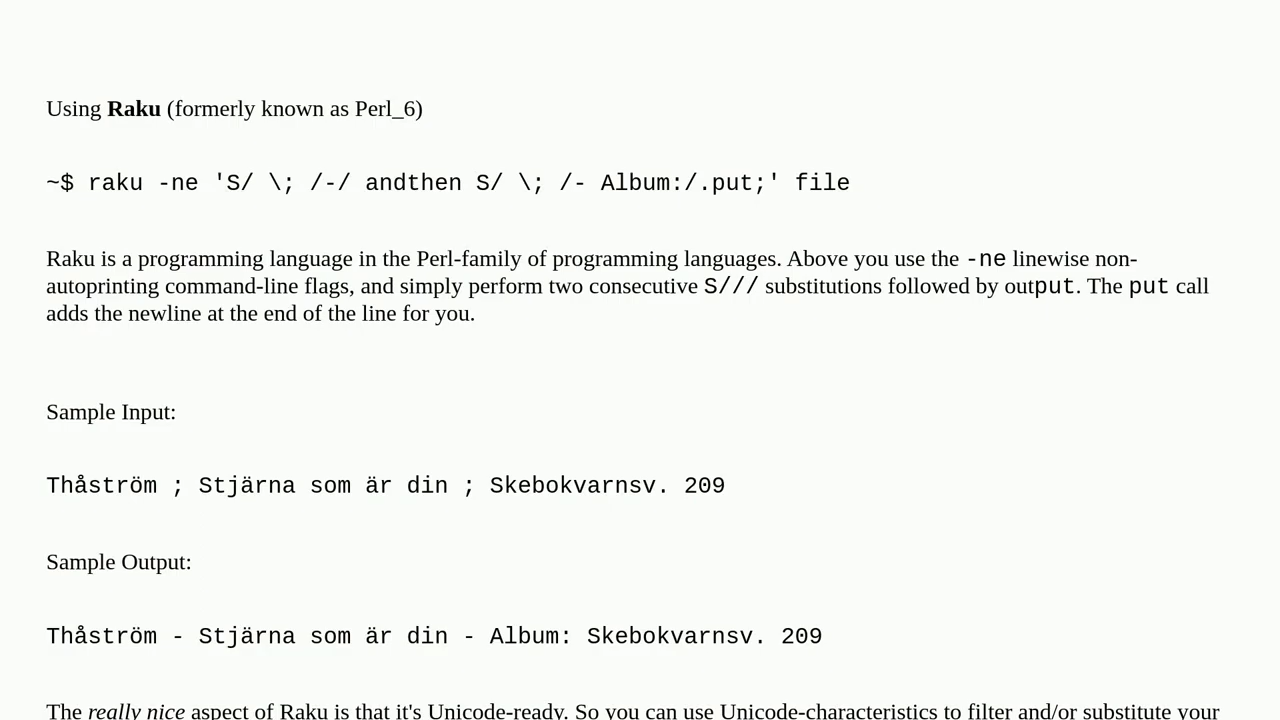 Using Raku (formerly known as Perl_6)
~$ raku -ne 'S/ \; /-/ andthen S/ \; /- Album:/.put;' file
Raku is a programming language in the Perl-family of programming languages. Above you use the -ne linewise non-
autoprinting command-line flags, and simply perform two consecutive S/// substitutions followed by output. The put call
adds the newline at the end of the line for you.
Sample Input:
Thåström ; Stjärna som är din ; Skebokvarnsv. 209
Sample Output:
Thåström - Stjärna som är din - Album: Skebokvarnsv. 209
The really nice aspect of Raku is that it's Unicode-ready. So you can use Unicode-characters to filter and/or substitute your